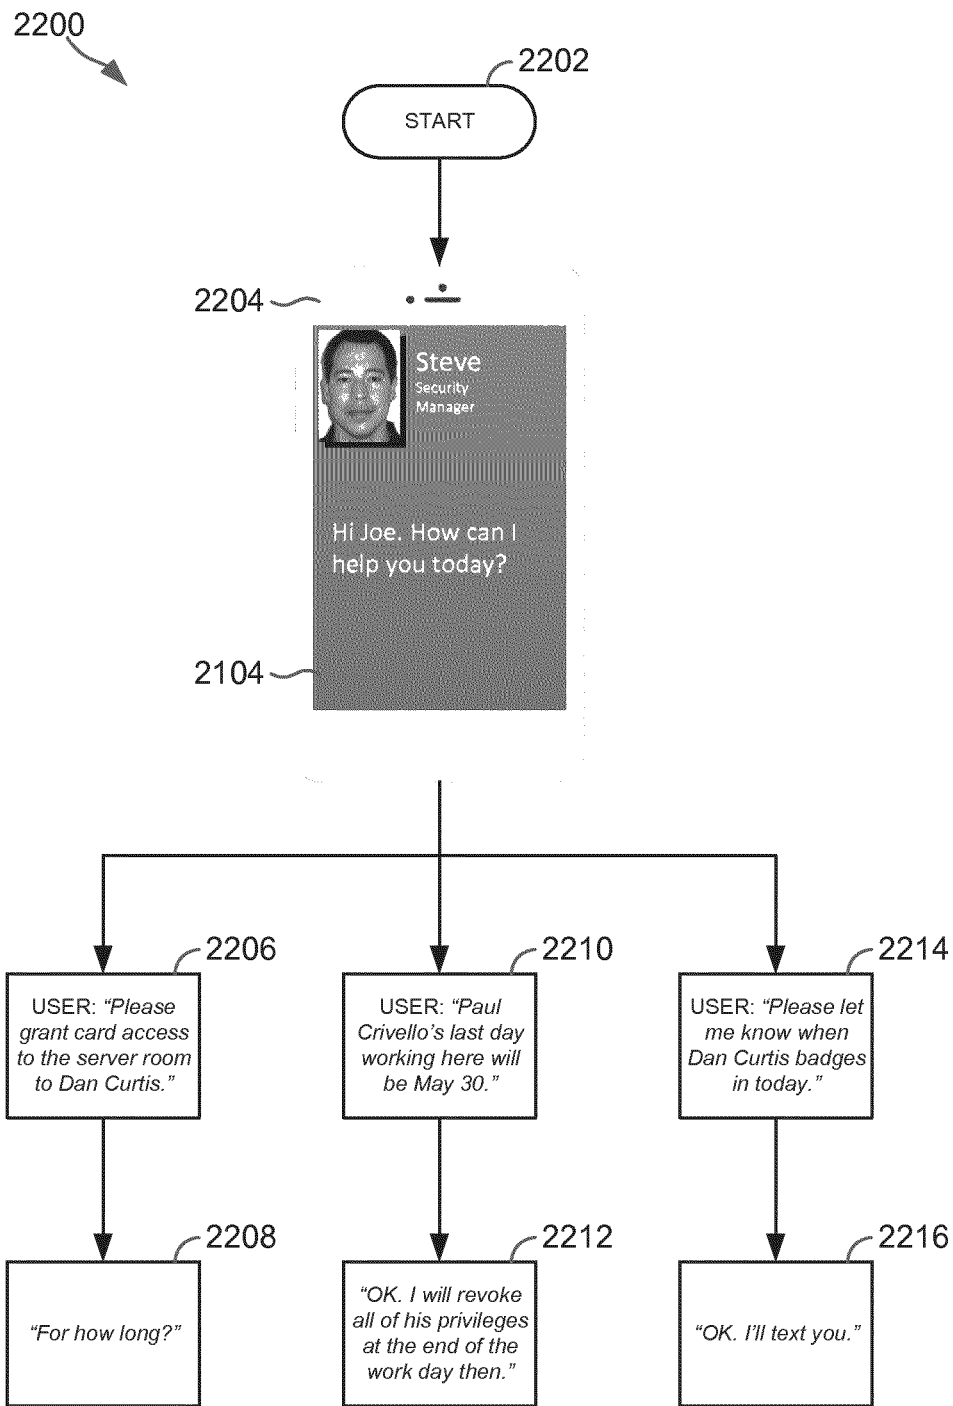 2200
2202
START
2204
Steve
Security
Manager
Hi Joe. How can I
help you today?
2104
2206
USER: “Please
grant card access
to the server room
to Dan Curtis.”
2210
USER: “Paul
Crivello’s last day
working here will
be May 30.”
2214
USER: “Please let
me know when
Dan Curtis badges
in today.”
2208
“For how long?”
2212
“OK. I will revoke
all of his privileges
at the end of the
work day then.”
2216
“OK. I’ll text you.”